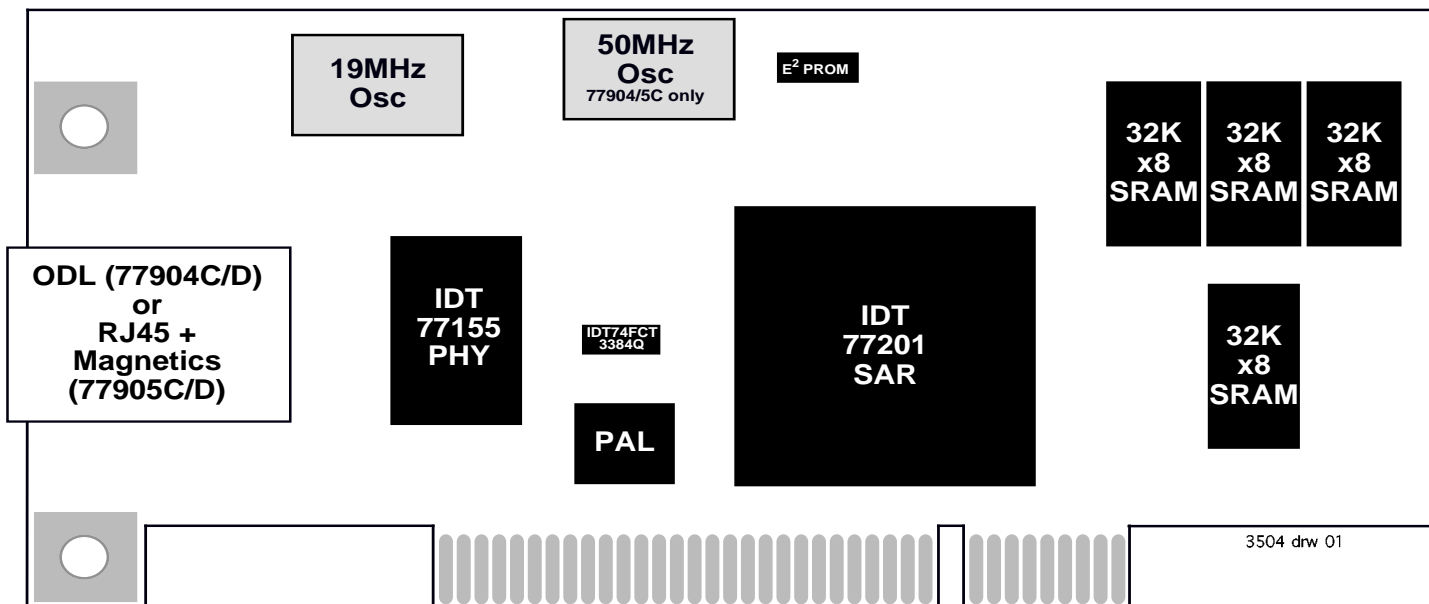 19MHz
Osc
50MHz
Osc
77904/5C only
E² PROM
32K
x8
SRAM
32K
x8
SRAM
32K
x8
SRAM
ODL (77904C/D)
or
RJ45 +
Magnetics
(77905C/D)
IDT
77155
PHY
IDT74FCT
3384Q
PAL
IDT
77201
SAR
32K
x8
SRAM
3504 drw 01